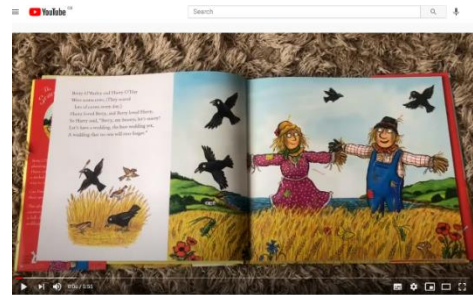 YouTube
Search
Betty O'Barley and Harry O'Hay
Were scarecrows. (They scared
lots of crows every day.)
Harry loved Betty, and Betty loved Harry,
So Harry said, "Betty, my beauty, let's marry!
Let's have a wedding, the best wedding yet,
A wedding that no one will ever forget."